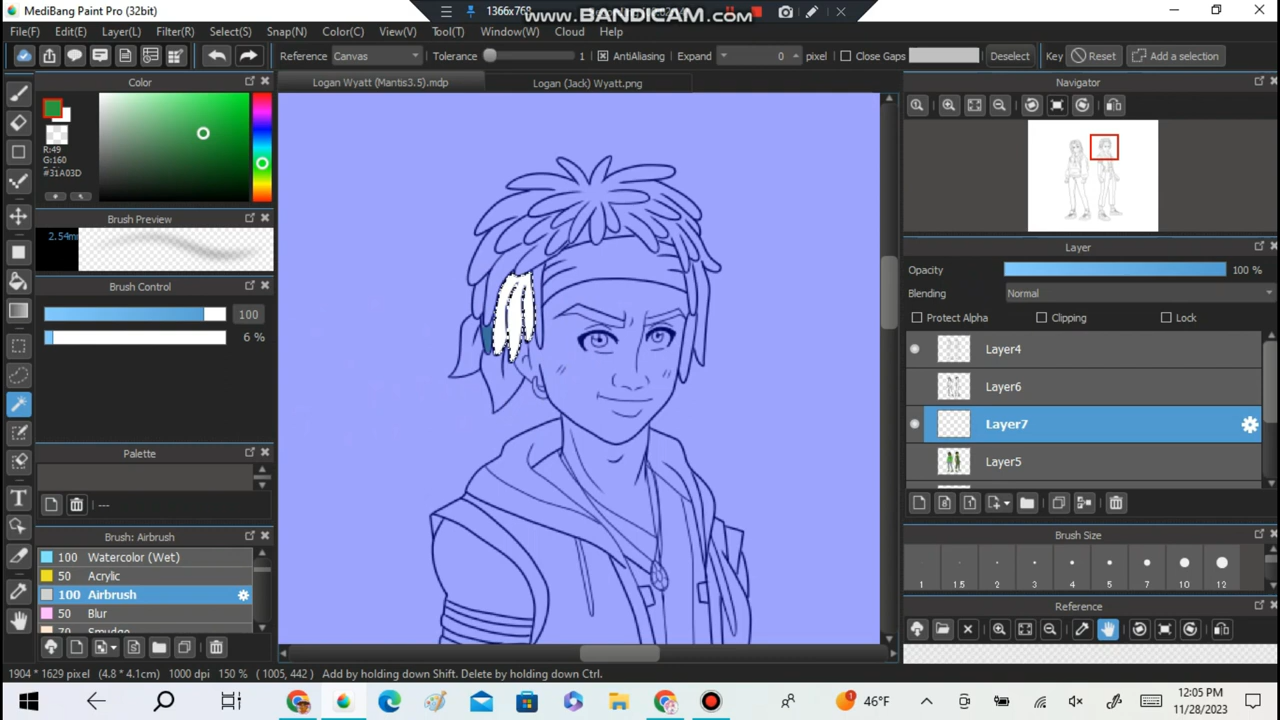 MediBang Paint Pro (32bit)
1366x768
www.BANDICAM.com
File(F) Edit(E) Layer(L) Filter(R) Select(S) Snap(N) Color(C) View(V) Tool(T) Window(W) Cloud Help
Reference Canvas Tolerance 1 AntiAliasing Expand 0 pixel Close Gaps Deselect Key Reset Add a selection
Color
Logan Wyatt (Mantis3.5).mdp
Logan (Jack) Wyatt.png
Navigator
R:49
G:160
#31A03D
Brush Preview
Layer
Opacity 100 %
Brush Control
Blending Normal
100
Protect Alpha Clipping Lock
6 %
Layer4
Layer6
Layer7
Palette
Layer5
---
Brush: Airbrush
Brush Size
100 Watercolor (Wet)
50 Acrylic
1 1.5 2 3 4 5 7 10 12
100 Airbrush
Reference
50 Blur
70 Smudge
1904 * 1629 pixel (4.8 * 4.1cm) 1000 dpi 150 % (1005, 442) Add by holding down Shift. Delete by holding down Ctrl.
46°F
12:05 PM
11/28/2023